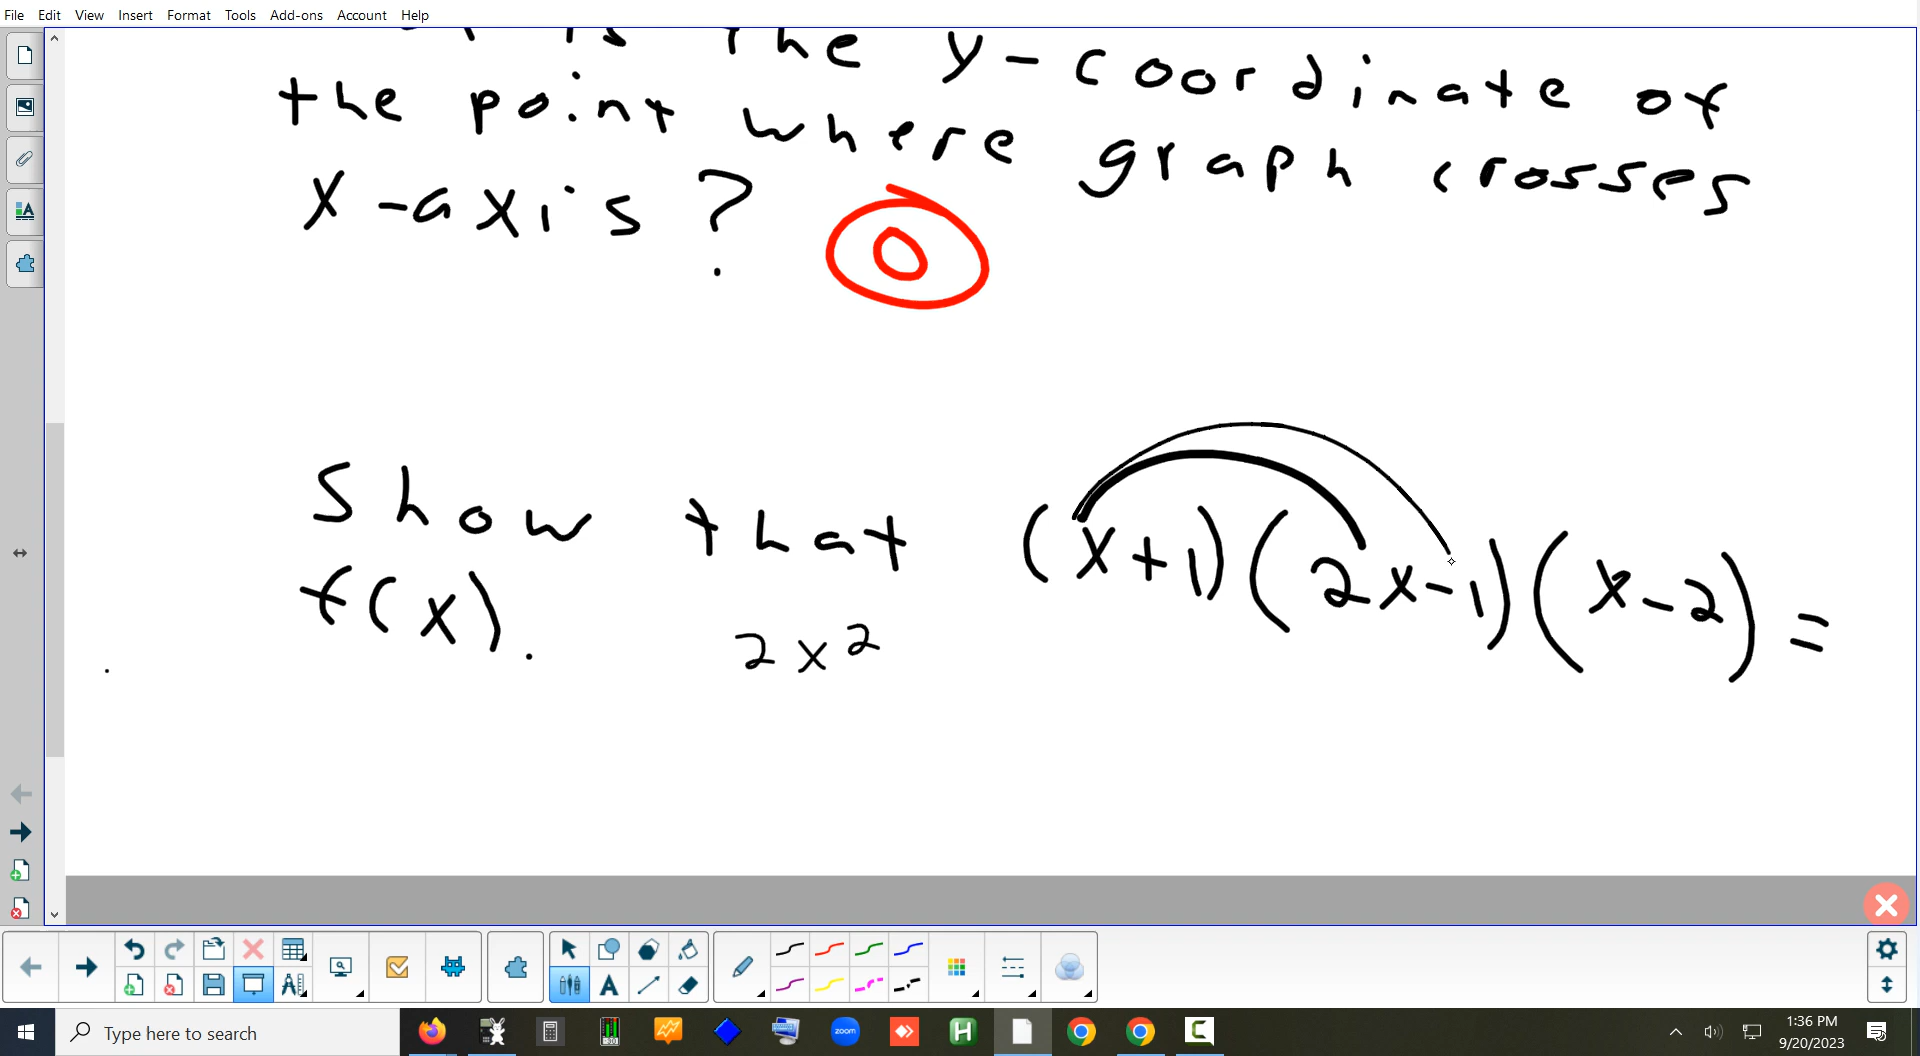 File Edit View Insert Format Tools Add-ons Account Help
is the y-coordinate of
the point where graph crosses
x-axis? 0
Show that (x+1)(2x-1)(x-2)=
f(x). 2x²
Type here to search
zoom
1:36 PM
9/20/2023